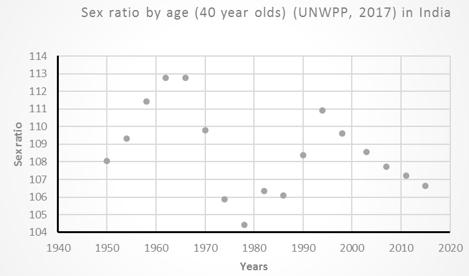 Sex ratio by age (40 year olds) (UNWPP, 2017) in India
114
113
112
111
110
109
108
107
106
105
104
Sex ratio
1940 1950 1960 1970 1980 1990 2000 2010 2020
Years